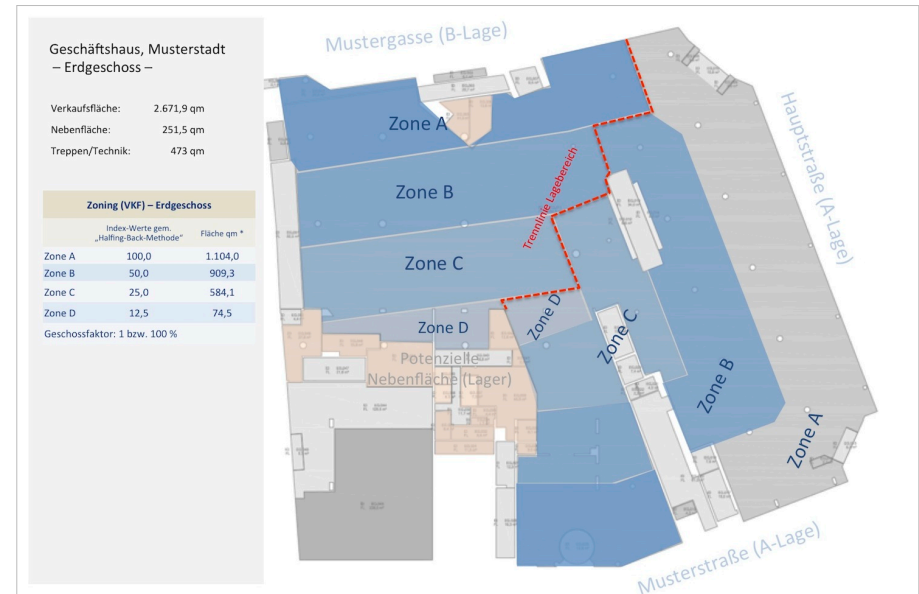 Geschäftshaus, Musterstadt
– Erdgeschoss –
Verkaufsfläche: 2.671,9 qm
Nebenfläche: 251,5 qm
Treppen/Technik: 473 qm
Zoning (VKF) – Erdgeschoss
Index-Werte gem.
„Halfing-Back-Methode" Fläche qm *
Zone A 100,0 1.104,0
Zone B 50,0 909,3
Zone C 25,0 584,1
Zone D 12,5 74,5
Geschossfaktor: 1 bzw. 100 %
Mustergasse (B-Lage)
Hauptstraße (A-Lage)
Musterstraße (A-Lage)
Trennlinie Lagebereich
Zone A
Zone B
Zone C
Zone D
Zone D
Zone C
Zone B
Zone A
Potenzielle
Nebenfläche (Lager)